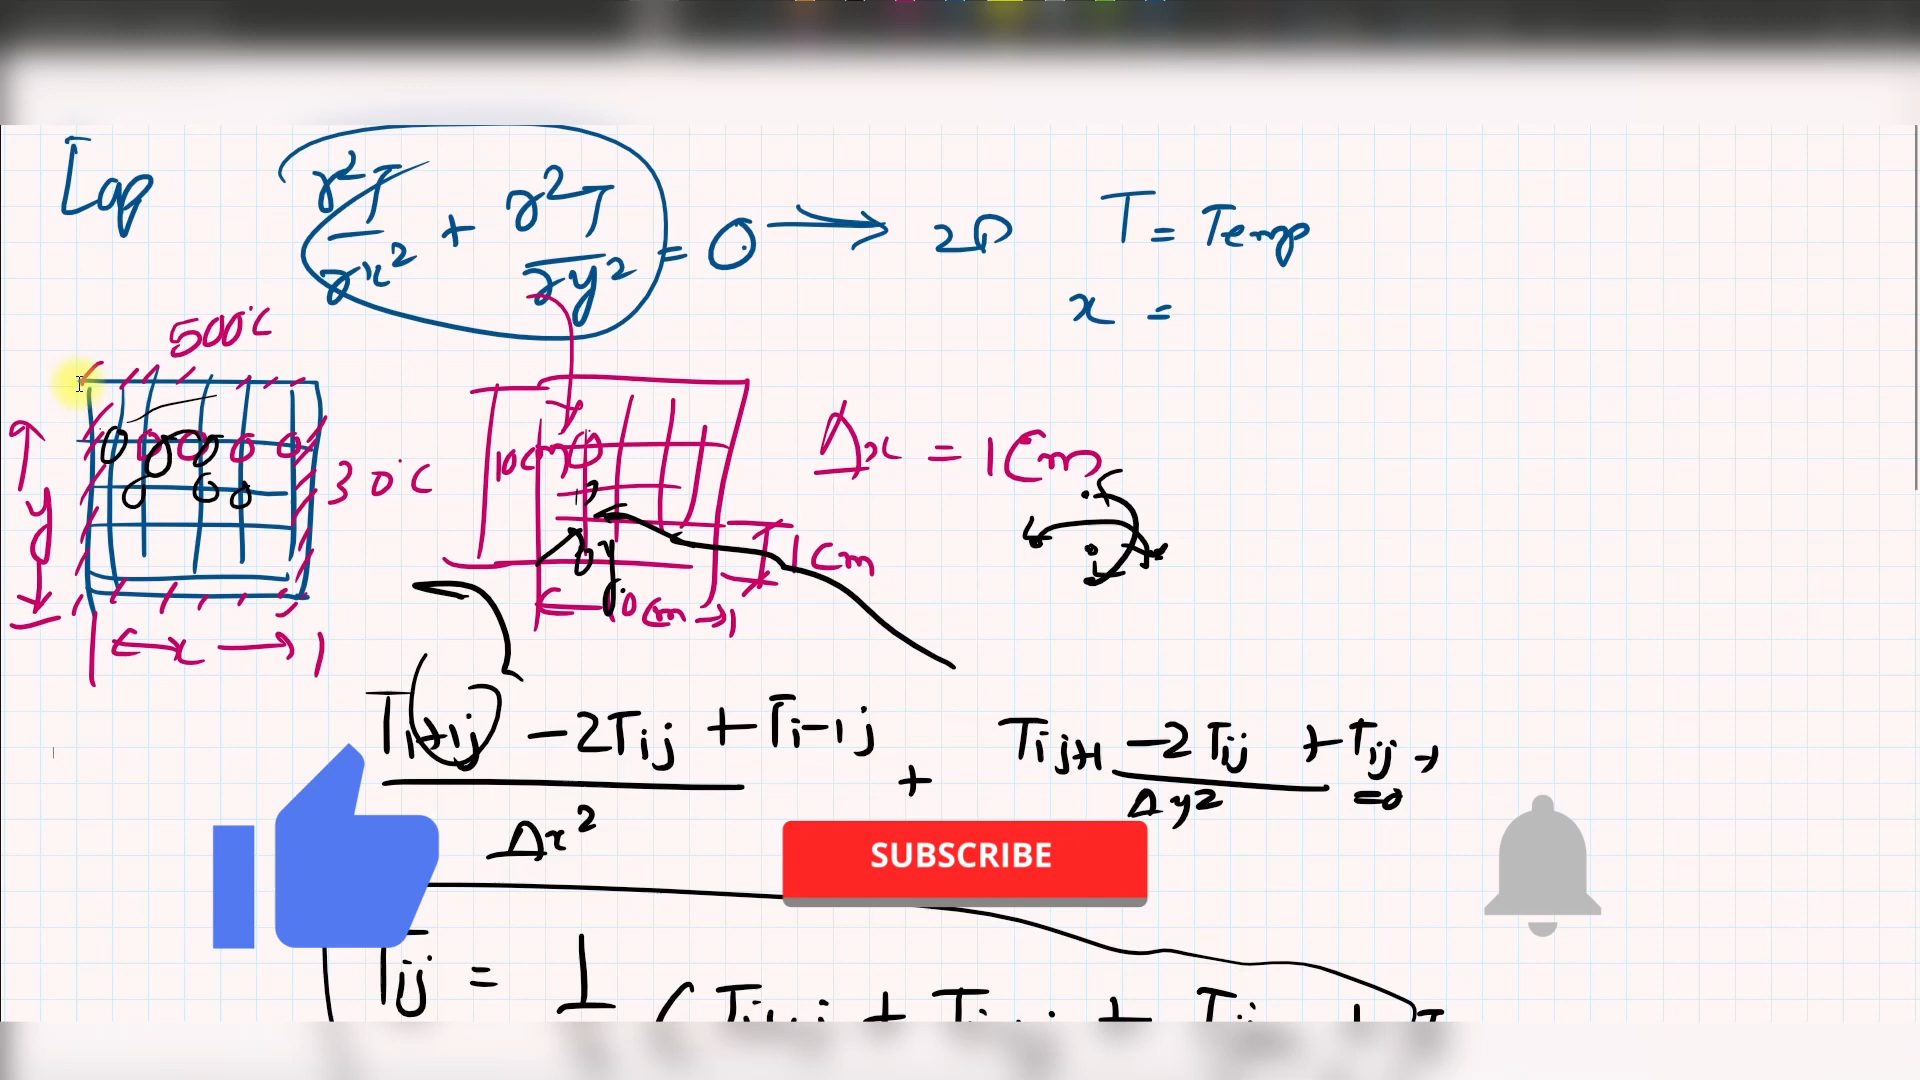 Lap ∂²T/∂x² + ∂²T/∂y² = 0 → 2D T = Temp
x =
500°C
10cm Δx = 1cm
30°C
y
1cm
10cm
x
Ti+1j - 2Tij + Ti-1j + Tij+1 - 2Tij + Tij-1
Δx² Δy² = 0
SUBSCRIBE
Tij = 1